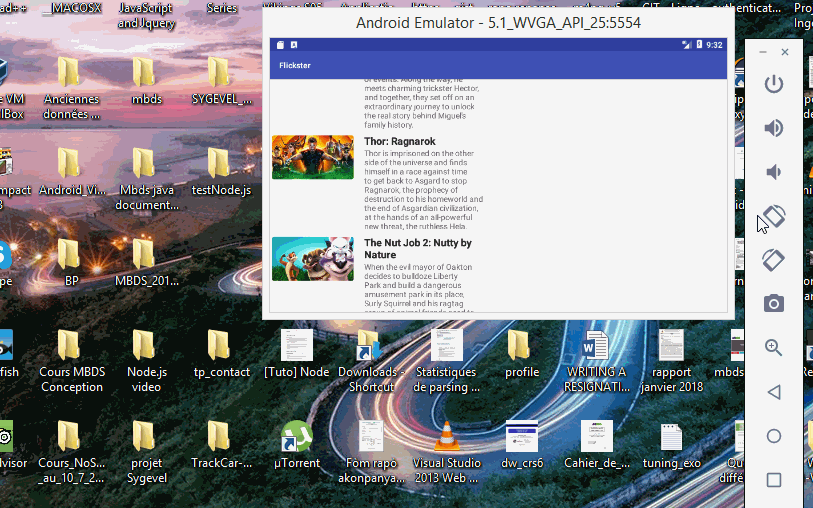 __MACOSX
JavaScript
and Jquery
Series
Android Emulator - 5.1_WVGA_API_25:5554
9:32
Flickster
of events. Along the way, he
meets charming trickster Hector,
and together, they set off on an
extraordinary journey to unlock
the real story behind Miguel's
family history.
Thor: Ragnarok
Thor is imprisoned on the other
side of the universe and finds
himself in a race against time
to get back to Asgard to stop
Ragnarok, the prophecy of
destruction to his homeworld and
the end of Asgardian civilization,
at the hands of an all-powerful
new threat, the ruthless Hela.
The Nut Job 2: Nutty by
Nature
When the evil mayor of Oakton
decides to bulldoze Liberty
Park and build a dangerous
amusement park in its place,
Surly Squirrel and his ragtag
Anciennes
données ...
mbds
SYGEVEL_...
Android_Vi...
Mbds java
document...
testNode.js
BP
MBDS_201...
Cours MBDS
Conception
Node.js
video
tp_contact
[Tuto] Node
Downloads -
Shortcut
Statistiques
de parsing ...
profile
WRITING A
RESIGNATI...
rapport
janvier 2018
mbds
Cours_NoS...
_au_10_7_2...
projet
Sygevel
TrackCar-...
µTorrent
Fom rapo
akonpanya...
Visual Studio
2013 Web ...
dw_crs6
Cahier_de_...
tuning_exo